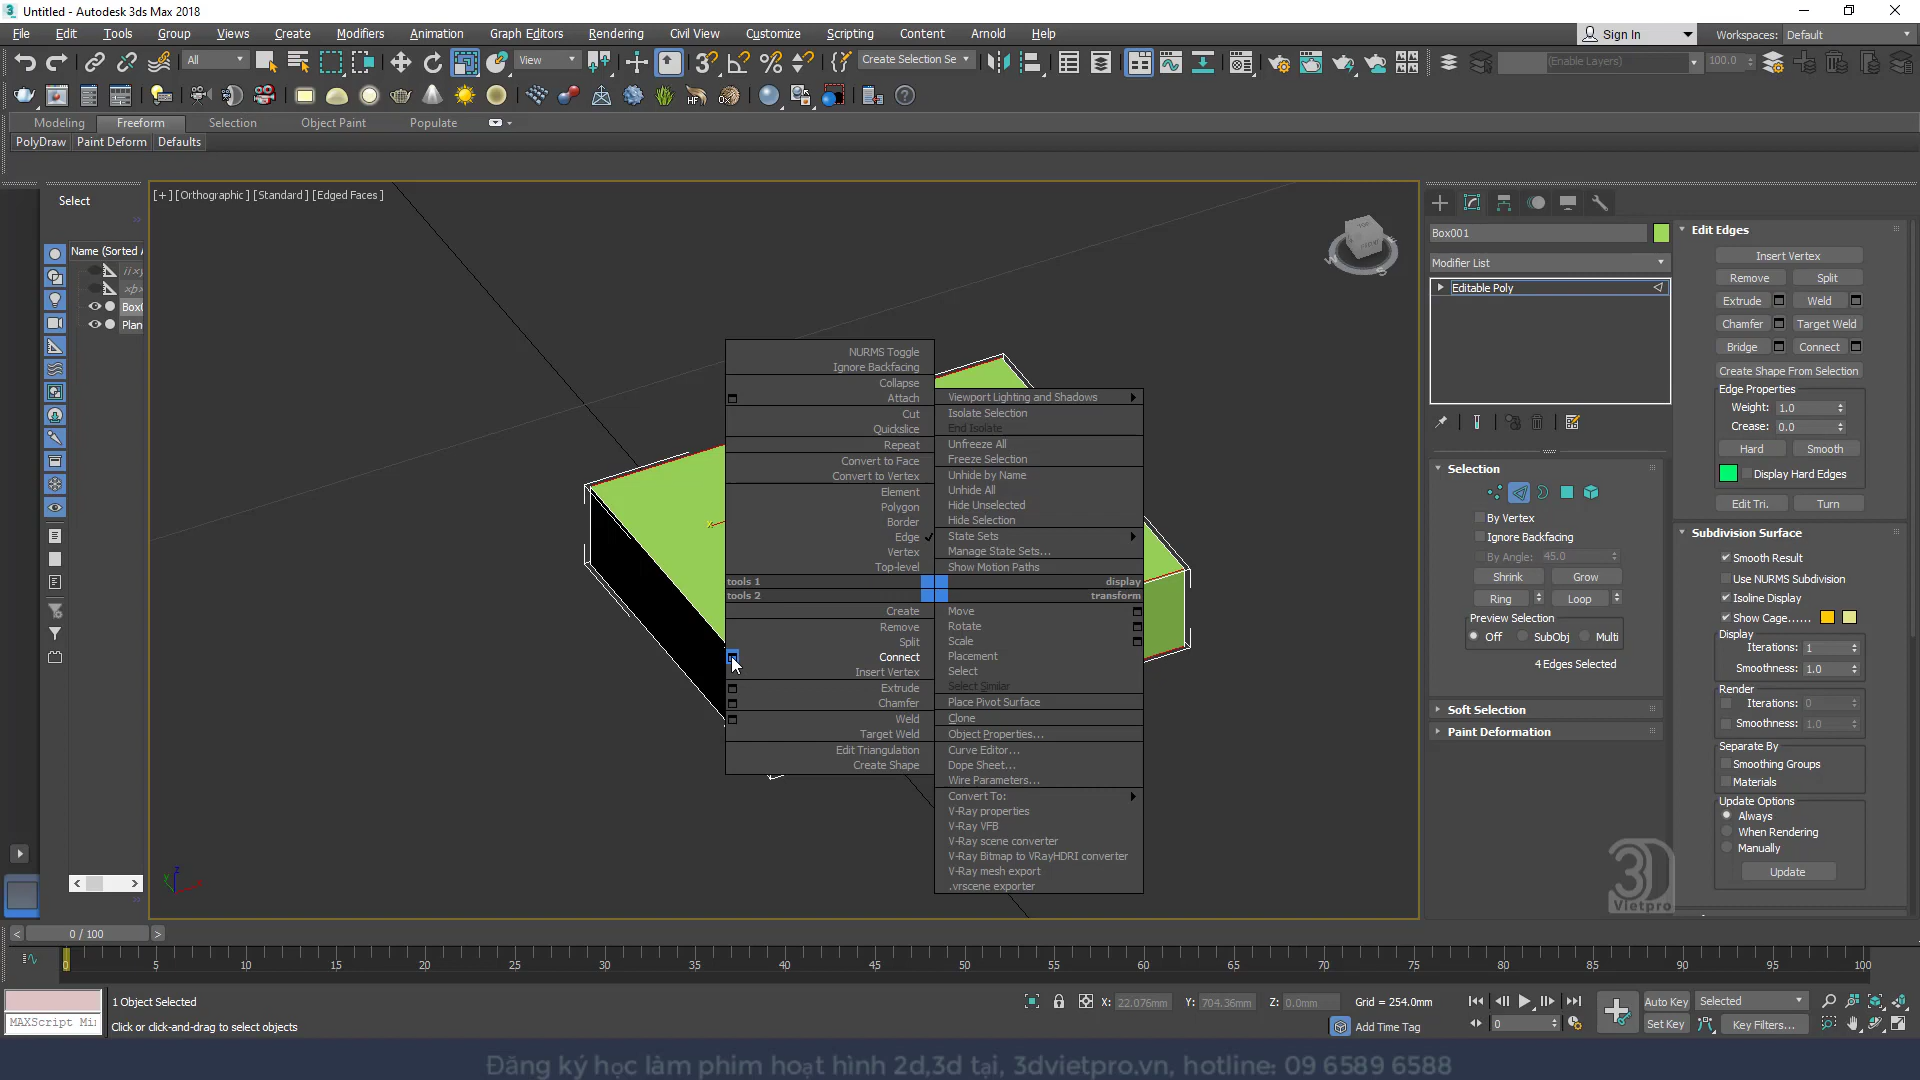 Untitled - Autodesk 3ds Max 2018
File Edit Tools Group Views Create Modifiers Animation Graph Editors Rendering Civil View Customize Scripting Content Arnold Help
Sign In Workspaces: Default
All View Create Selection Se (Enable Layers) 100.0
Modeling Freeform Selection Object Paint Populate
PolyDraw Paint Deform Defaults
Select
Name (Sorted A
Box0
Plan
[+] [Orthographic] [Standard] [Edged Faces]
NURMS Toggle
Ignore Backfacing
Collapse
Attach
Cut
Quickslice
Repeat
Convert to Face
Convert to Vertex
Element
Polygon
Border
Edge
Vertex
Top-level
tools 1
tools 2
Create
Remove
Split
Connect
Insert Vertex
Extrude
Chamfer
Weld
Target Weld
Edit Triangulation
Create Shape
Viewport Lighting and Shadows
Isolate Selection
End Isolate
Unfreeze All
Freeze Selection
Unhide by Name
Unhide All
Hide Unselected
Hide Selection
State Sets
Manage State Sets...
Show Motion Paths
display
transform
Move
Rotate
Scale
Placement
Select
Select Similar
Place Pivot Surface
Clone
Object Properties...
Curve Editor...
Dope Sheet...
Wire Parameters...
Convert To:
V-Ray properties
V-Ray VFB
V-Ray scene converter
V-Ray Bitmap to VRayHDRI converter
V-Ray mesh export
.vrscene exporter
Box001
Modifier List
Editable Poly
Selection
By Vertex
Ignore Backfacing
By Angle: 45.0
Shrink Grow
Ring Loop
Preview Selection
Off SubObj Multi
4 Edges Selected
Soft Selection
Paint Deformation
Edit Edges
Insert Vertex
Remove Split
Extrude Weld
Chamfer Target Weld
Bridge Connect
Create Shape From Selection
Edge Properties
Weight: 1.0
Crease: 0.0
Hard Smooth
Display Hard Edges
Edit Tri. Turn
Subdivision Surface
Smooth Result
Use NURMS Subdivision
Isoline Display
Show Cage......
Display
Iterations: 1
Smoothness: 1.0
Render
Iterations: 0
Smoothness: 1.0
Separate By
Smoothing Groups
Materials
Update Options
Always
When Rendering
Manually
Update
3D
Vietpro
0 / 100
0 5 10 15 20 25 30 35 40 45 50 55 60 65 70 75 80 85 90 95 100
1 Object Selected
MAXScript Mi
Click or click-and-drag to select objects
X: 22.076mm Y: 704.36mm Z: 0.0mm Grid = 254.0mm
Add Time Tag
0
Auto Key Selected
Set Key Key Filters...
Đăng ký học làm phim hoạt hình 2d,3d tại, 3dvietpro.vn, hotline: 09 6589 6588